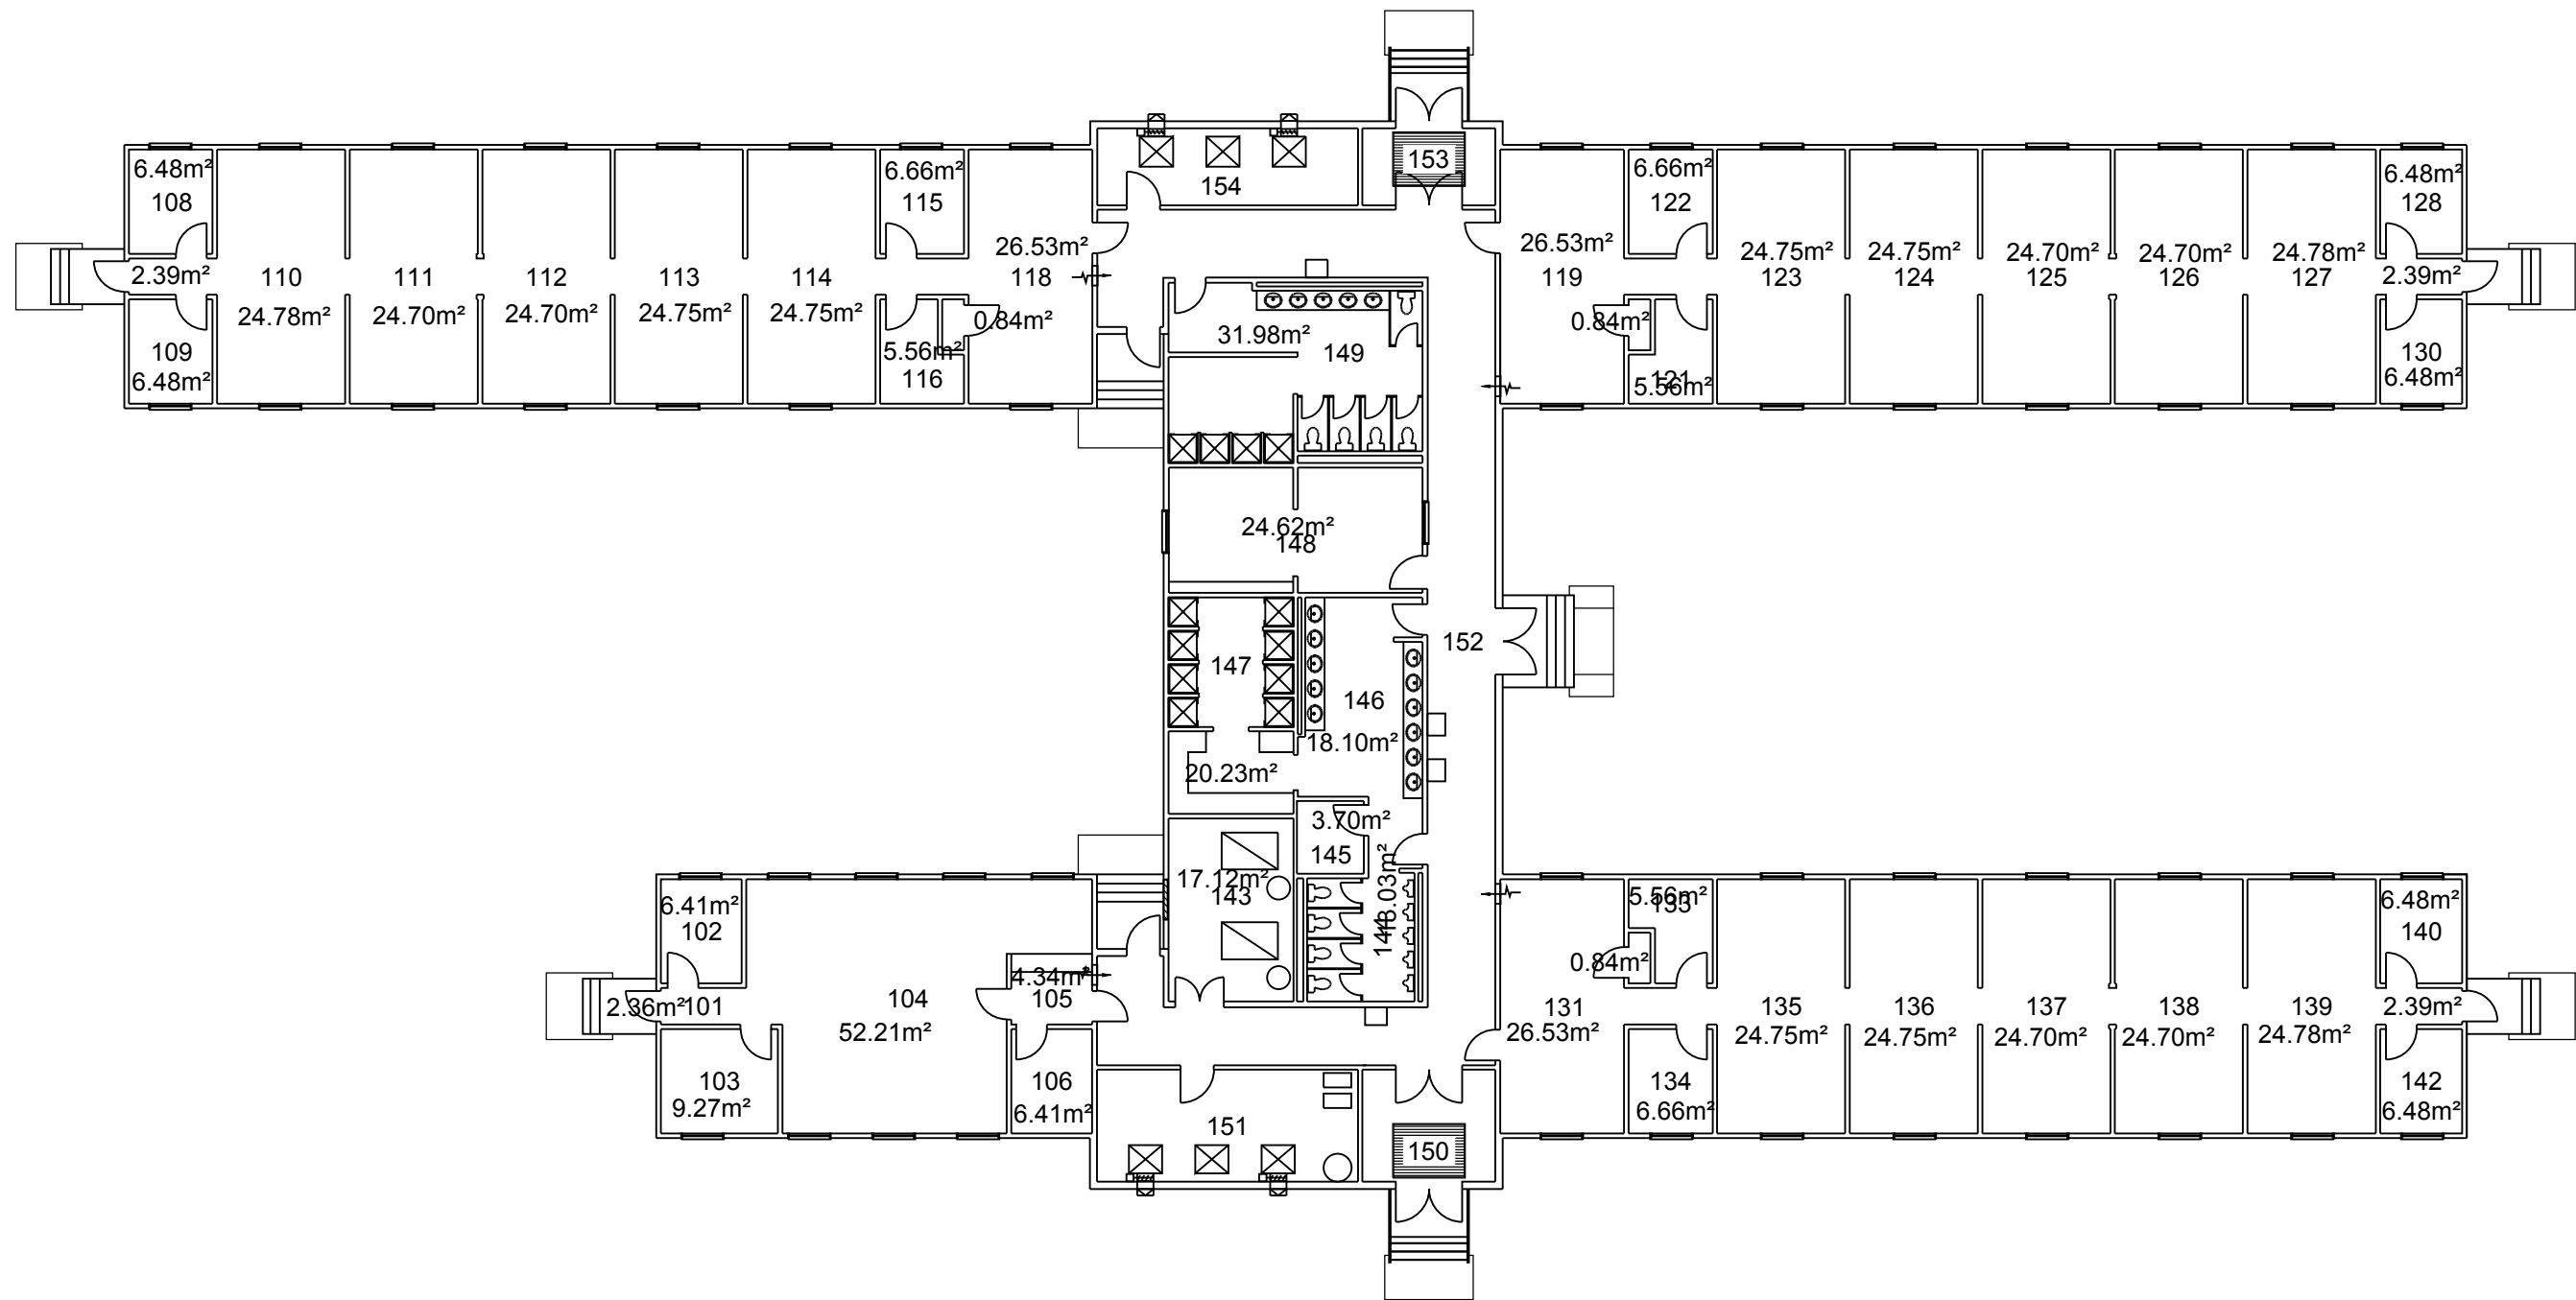 153
154
6.48m²
108
6.66m²
115
26.53m²
118
2.39m²
110
24.78m²
111
24.70m²
112
24.70m²
113
24.75m²
114
24.75m²
0.84m²
109
6.48m²
5.56m²
116
31.98m²
149
26.53m²
119
6.66m²
122
24.75m²
123
24.75m²
124
24.70m²
125
24.70m²
126
24.78m²
127
6.48m²
128
2.39m²
0.84m²
121
5.56m²
130
6.48m²
24.62m²
148
152
147
146
18.10m²
20.23m²
3.70m²
145
17.12m²
143
18.03m²
144
6.41m²
102
2.36m²
101
104
52.21m²
4.34m²
105
103
9.27m²
106
6.41m²
151
150
5.56m²
133
0.84m²
131
26.53m²
134
6.66m²
135
24.75m²
136
24.75m²
137
24.70m²
138
24.70m²
139
24.78m²
6.48m²
140
2.39m²
142
6.48m²